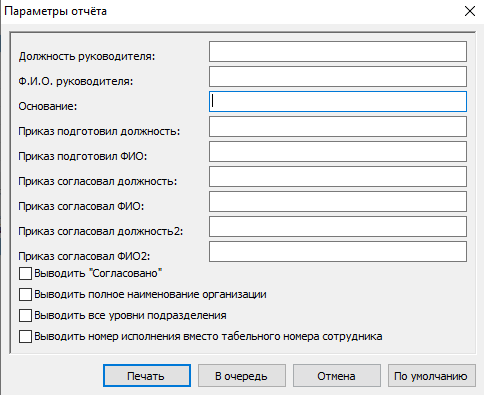 Параметры отчёта
Должность руководителя:
Ф.И.О. руководителя:
Основание:
Приказ подготовил должность:
Приказ подготовил ФИО:
Приказ согласовал должность:
Приказ согласовал ФИО:
Приказ согласовал должность2:
Приказ согласовал ФИО2:
Выводить "Согласовано"
Выводить полное наименование организации
Выводить все уровни подразделения
Выводить номер исполнения вместо табельного номера сотрудника
Печать В очередь Отмена По умолчанию